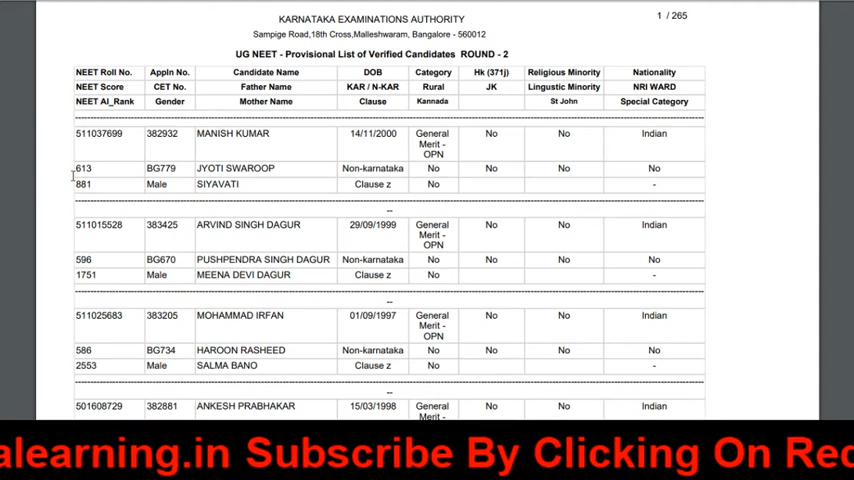 KARNATAKA EXAMINATIONS AUTHORITY 1 / 265
Sampige Road,18th Cross,Malleshwaram, Bangalore - 560012
UG NEET - Provisional List of Verified Candidates ROUND - 2
NEET Roll No. Appln No. Candidate Name DOB Category Hk (371j) Religious Minority Nationality
NEET Score CET No. Father Name KAR / N-KAR Rural JK Lingustic Minority NRI WARD
NEET AI_Rank Gender Mother Name Clause Kannada St John Special Category
511037699 382932 MANISH KUMAR 14/11/2000 General Merit - OPN No No Indian
613 BG779 JYOTI SWAROOP Non-karnataka No No No No
881 Male SIYAVATI Clause z No -
--
511015528 383425 ARVIND SINGH DAGUR 29/09/1999 General Merit - OPN No No Indian
596 BG670 PUSHPENDRA SINGH DAGUR Non-karnataka No No No No
1751 Male MEENA DEVI DAGUR Clause z No -
--
511025683 383205 MOHAMMAD IRFAN 01/09/1997 General Merit - OPN No No Indian
586 BG734 HAROON RASHEED Non-karnataka No No No No
2553 Male SALMA BANO Clause z No -
--
501608729 382881 ANKESH PRABHAKAR 15/03/1998 General Merit - No No Indian
alearning.in Subscribe By Clicking On Red